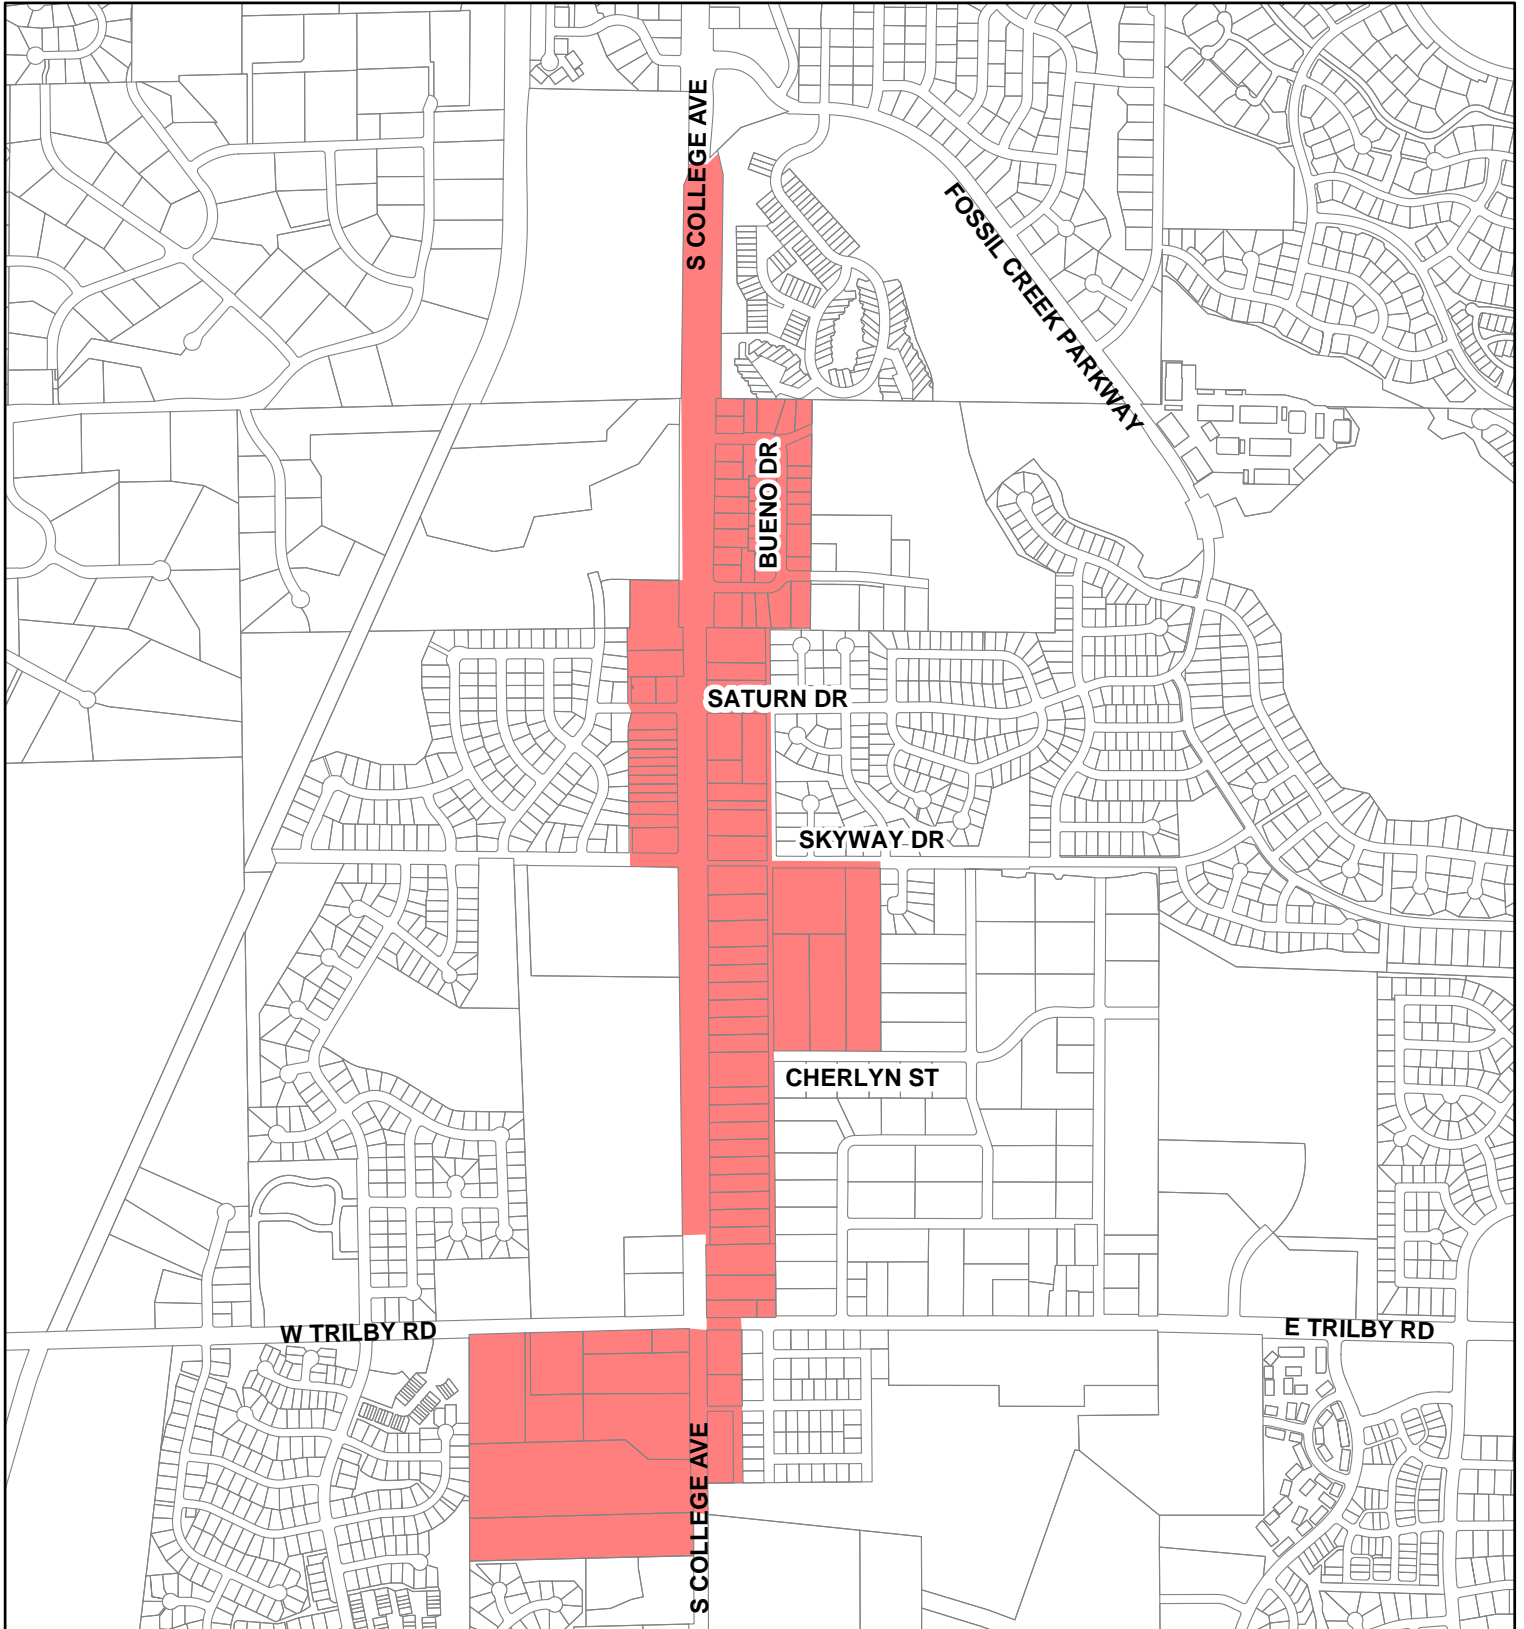 S COLLEGE AVE
FOSSIL CREEK PARKWAY
BUENO DR
SATURN DR
SKYWAY DR
CHERLYN ST
W TRILBY RD
E TRILBY RD
S COLLEGE AVE